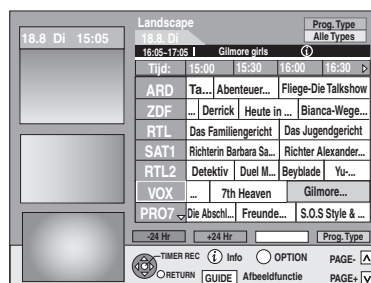 Landscape Prog. Type
18.8 Di 15:05 18.8. Di All Types
16:05~17:05 Gilmore girls i
Tijd: 15:00 15:30 16:00 16:30
ARD Ta... Abenteuer... Fliege-Die Talkshow
ZDF ... Derrick Heute in ... Bianca-Wege...
RTL Das Familiengericht Das Jugendgericht
SAT1 Richterin Barbara Sa... Richter Alexander...
RTL2 Detektiv Duel M... Beyblade Yu-...
VOX ... 7th Heaven Gilmore...
PRO7 Die Abschl... Freunde... S.O.S Style & ...
-24 Hr +24 Hr Prog. Type
TIMER REC i Info OPTION PAGE- ∧
RETURN GUIDE Afbeeldfunctie PAGE+ ∨